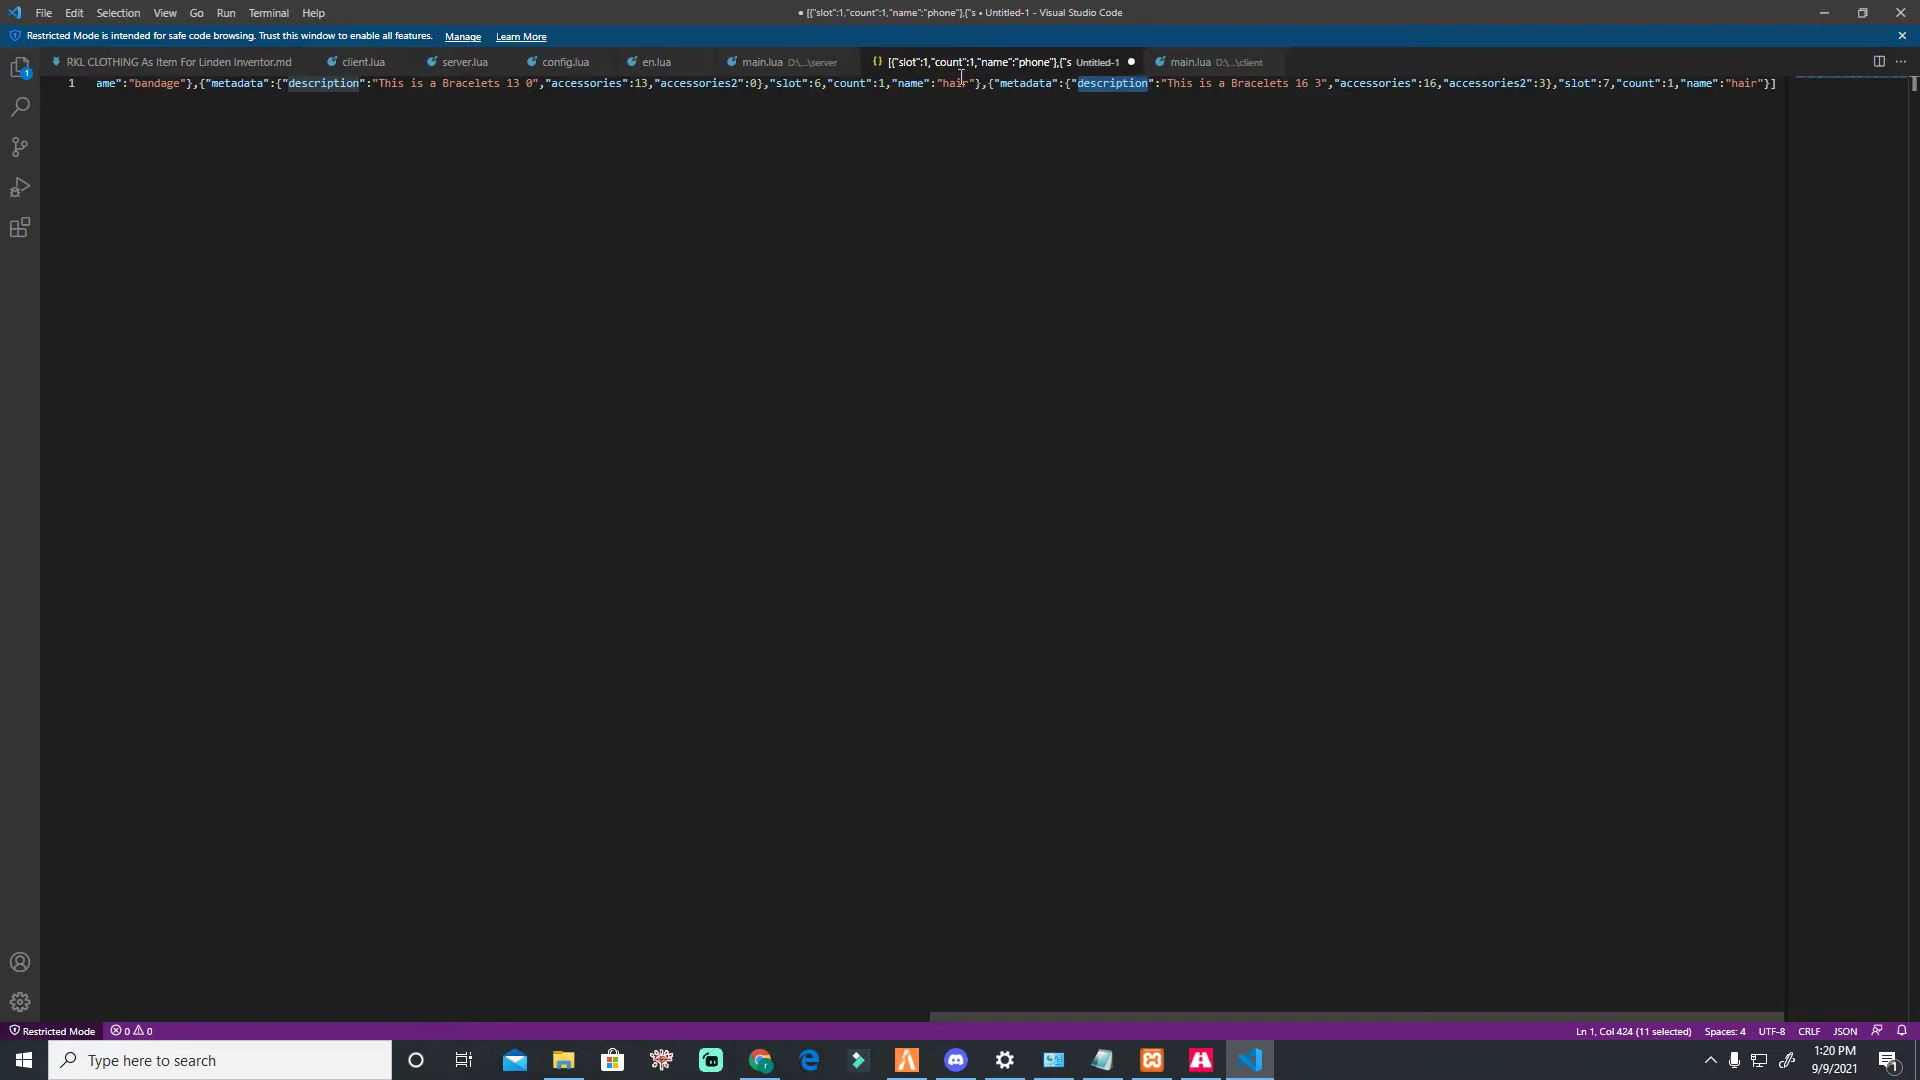 File Edit Selection View Go Run Terminal Help
● [{"slot":1,"count":1,"name":"phone"},{"s • Untitled-1 - Visual Studio Code
Restricted Mode is intended for safe code browsing. Trust this window to enable all features. Manage Learn More
RKL CLOTHING As Item For Linden Inventor.md client.lua server.lua config.lua en.lua main.lua D:\...\server [{"slot":1,"count":1,"name":"phone"},{"s Untitled-1 ● main.lua D:\...\client
1 ame":"bandage"},{"metadata":{"description":"This is a Bracelets 13 0","accessories":13,"accessories2":0},"slot":6,"count":1,"name":"hair"},{"metadata":{"description":"This is a Bracelets 16 3","accessories":16,"accessories2":3},"slot":7,"count":1,"name":"hair"}]
1
Restricted Mode 0 0 Ln 1, Col 424 (11 selected) Spaces: 4 UTF-8 CRLF JSON
Type here to search
1:20 PM
9/9/2021
1